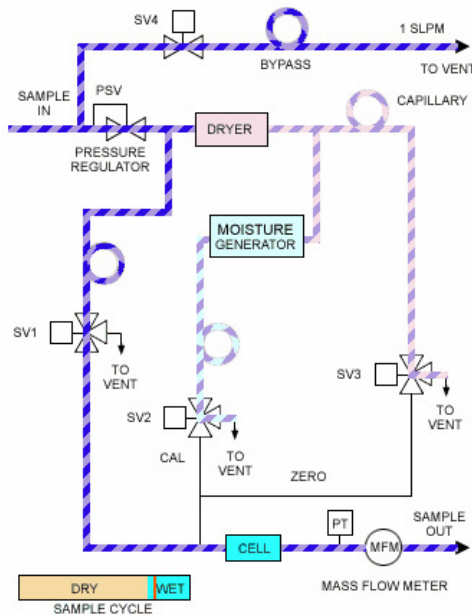 SV4
1 SLPM
BYPASS
TO VENT
SAMPLE
IN
PSV
CAPILLARY
DRYER
PRESSURE
REGULATOR
MOISTURE
GENERATOR
SV1
TO
VENT
SV3
SV2
TO
VENT
TO
VENT
CAL
ZERO
PT
SAMPLE
OUT
CELL
MFM
MASS FLOW METER
DRY
WET
SAMPLE CYCLE